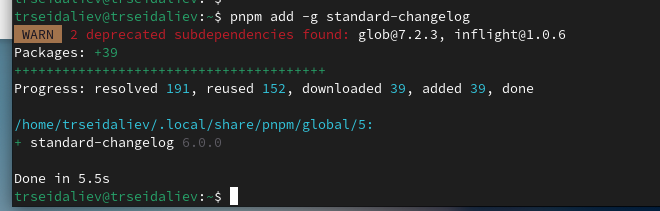 trseidaliev@trseidaliev:~$ pnpm add -g standard-changelog
WARN 2 deprecated subdependencies found: glob@7.2.3, inflight@1.0.6
Packages: +39
+++++++++++++++++++++++++++++++++++++++
Progress: resolved 191, reused 152, downloaded 39, added 39, done
/home/trseidaliev/.local/share/pnpm/global/5:
+ standard-changelog 6.0.0
Done in 5.5s
trseidaliev@trseidaliev:~$